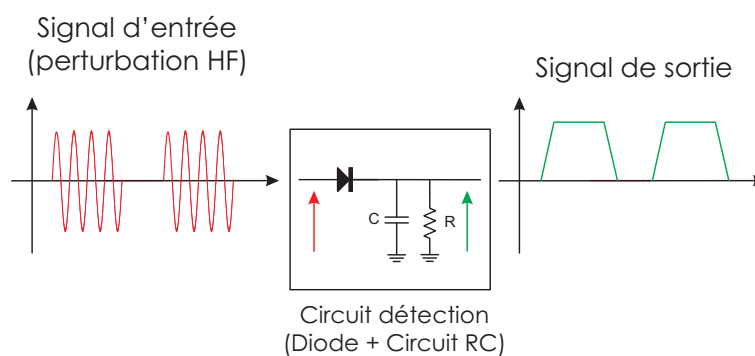 Signal d'entrée
(perturbation HF)
Signal de sortie
C
R
Circuit détection
(Diode + Circuit RC)